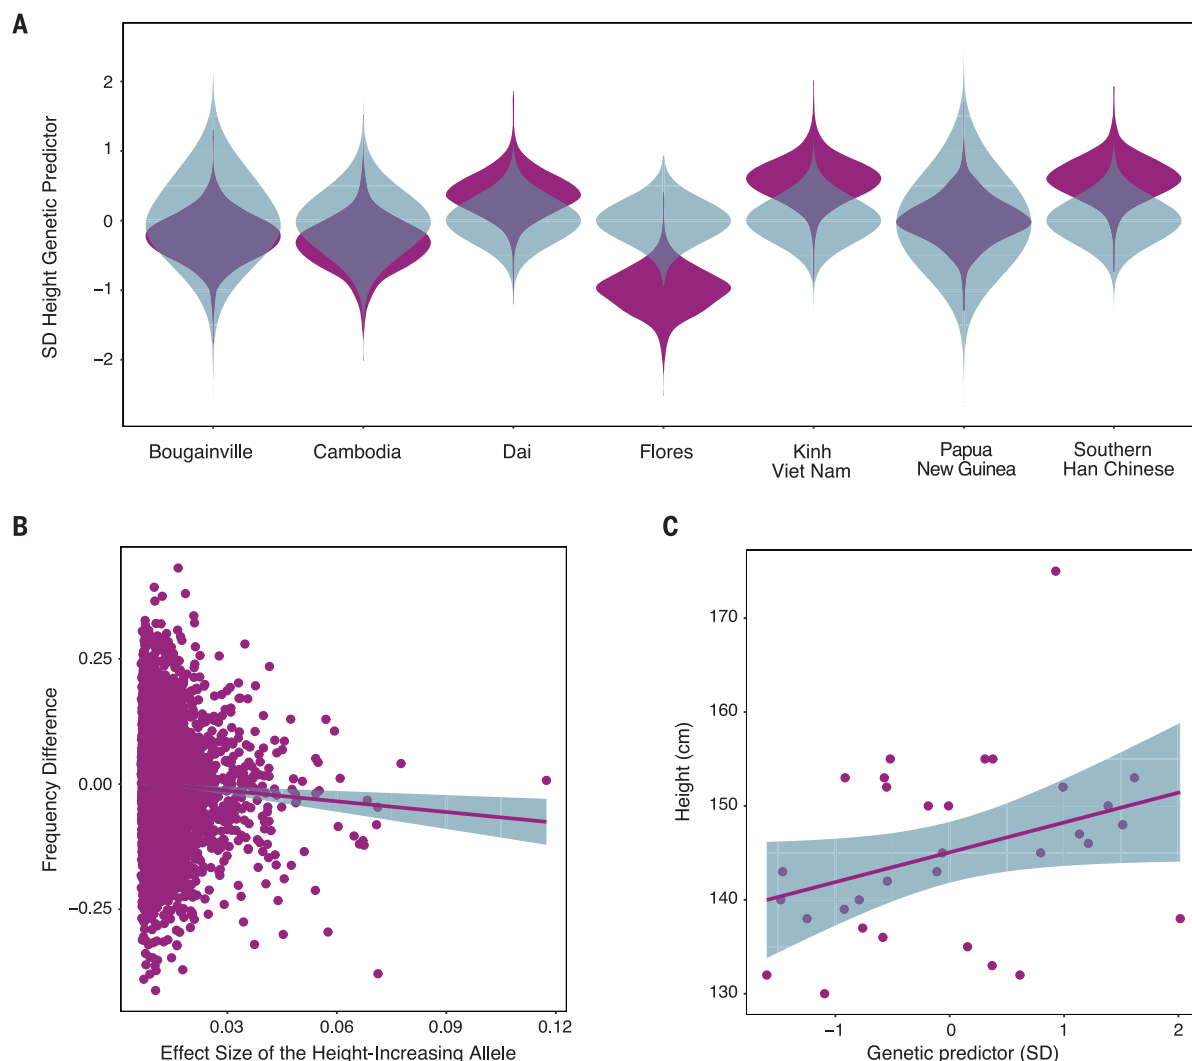 A
SD Height Genetic Predictor
2
1
0
−1
−2
Bougainville
Cambodia
Dai
Flores
Kinh
Viet Nam
Papua
New Guinea
Southern
Han Chinese
B
Frequency Difference
0.25
0.00
−0.25
0.03
0.06
0.09
0.12
Effect Size of the Height-Increasing Allele
C
Height (cm)
170
160
150
140
130
−1
0
1
2
Genetic predictor (SD)